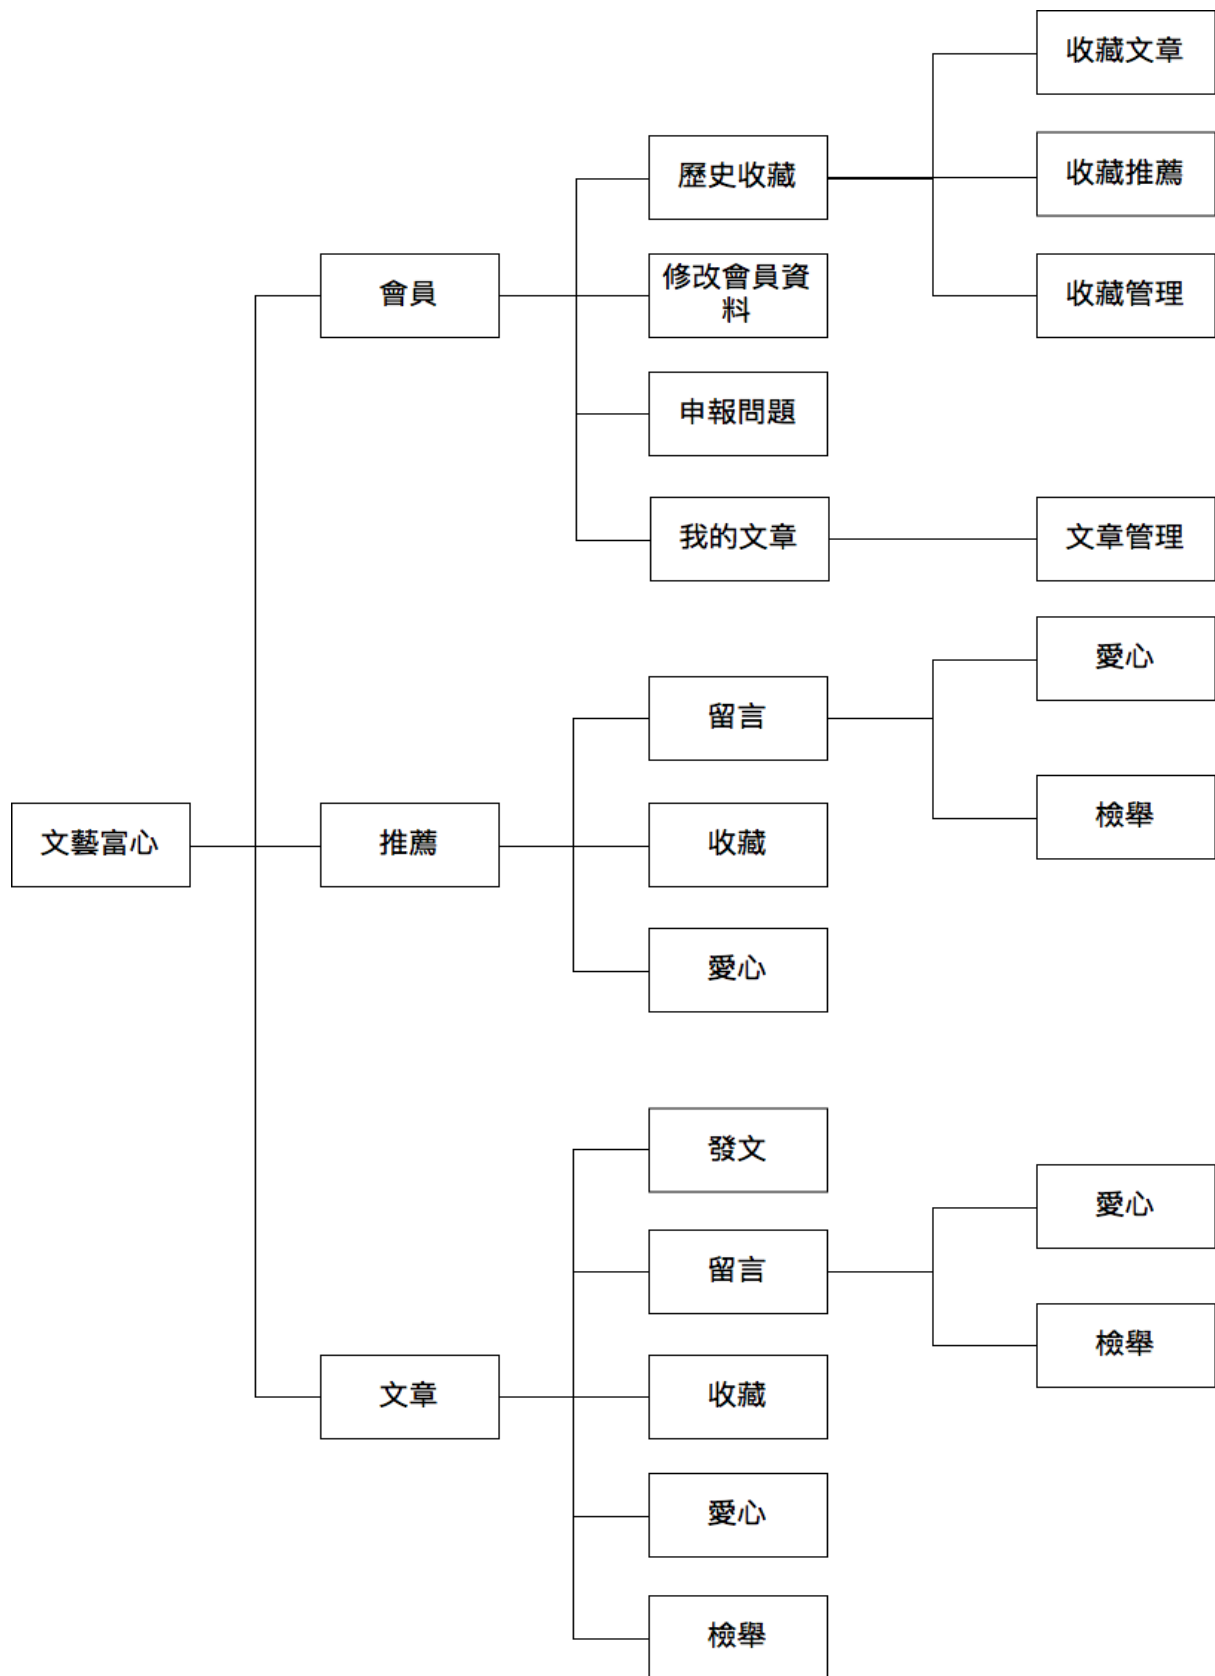 收藏文章
歷史收藏
收藏推薦
會員
修改會員資
料
收藏管理
申報問題
我的文章
文章管理
留言
愛心
文藝富心
推薦
收藏
檢舉
愛心
發文
留言
愛心
檢舉
文章
收藏
愛心
檢舉